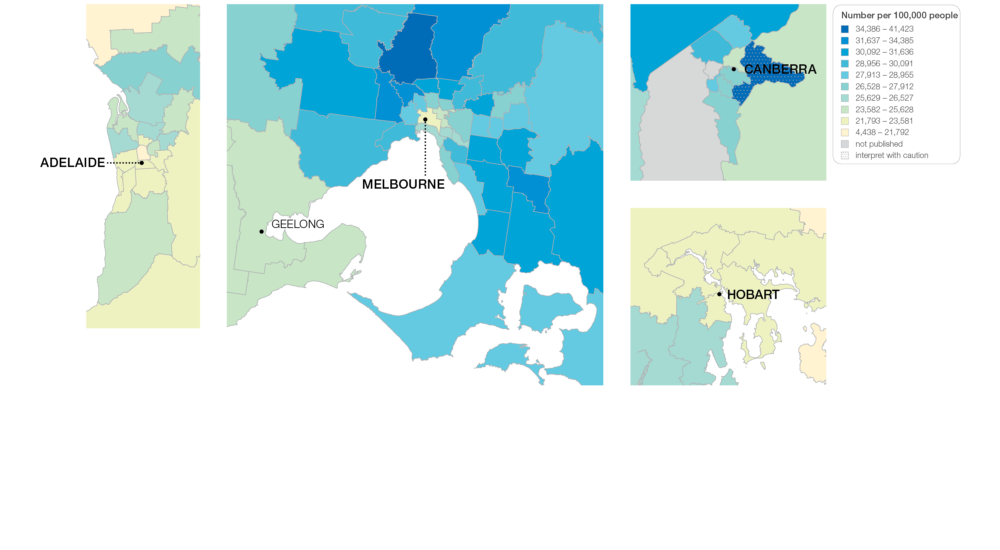 ADELAIDE
MELBOURNE
GEELONG
CANBERRA
HOBART
Number per 100,000 people
34,386 – 41,423
31,637 – 34,385
30,092 – 31,636
28,956 – 30,091
27,913 – 28,955
26,528 – 27,912
25,629 – 26,527
23,582 – 25,628
21,793 – 23,581
4,438 – 21,792
not published
interpret with caution